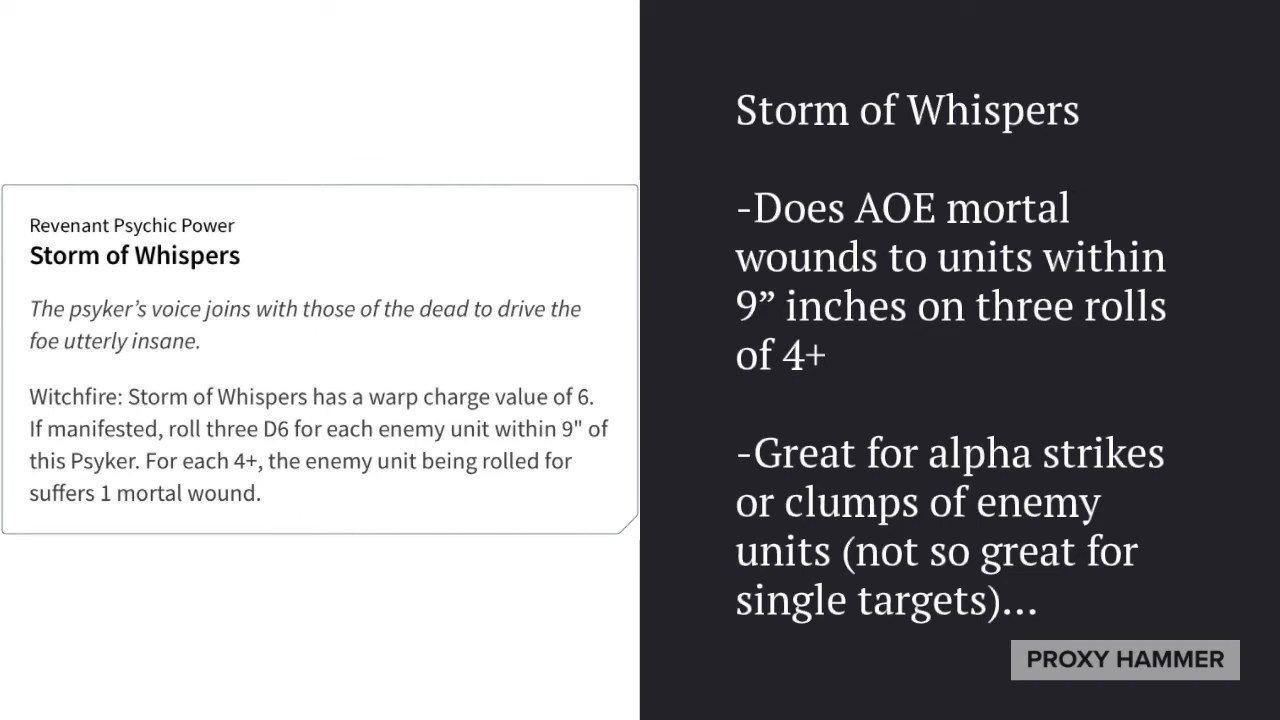 Revenant Psychic Power
Storm of Whispers
The psyker's voice joins with those of the dead to drive the
foe utterly insane.
Witchfire: Storm of Whispers has a warp charge value of 6.
If manifested, roll three D6 for each enemy unit within 9" of
this Psyker. For each 4+, the enemy unit being rolled for
suffers 1 mortal wound.
Storm of Whispers
-Does AOE mortal
wounds to units within
9” inches on three rolls
of 4+
-Great for alpha strikes
or clumps of enemy
units (not so great for
single targets)...
PROXY HAMMER